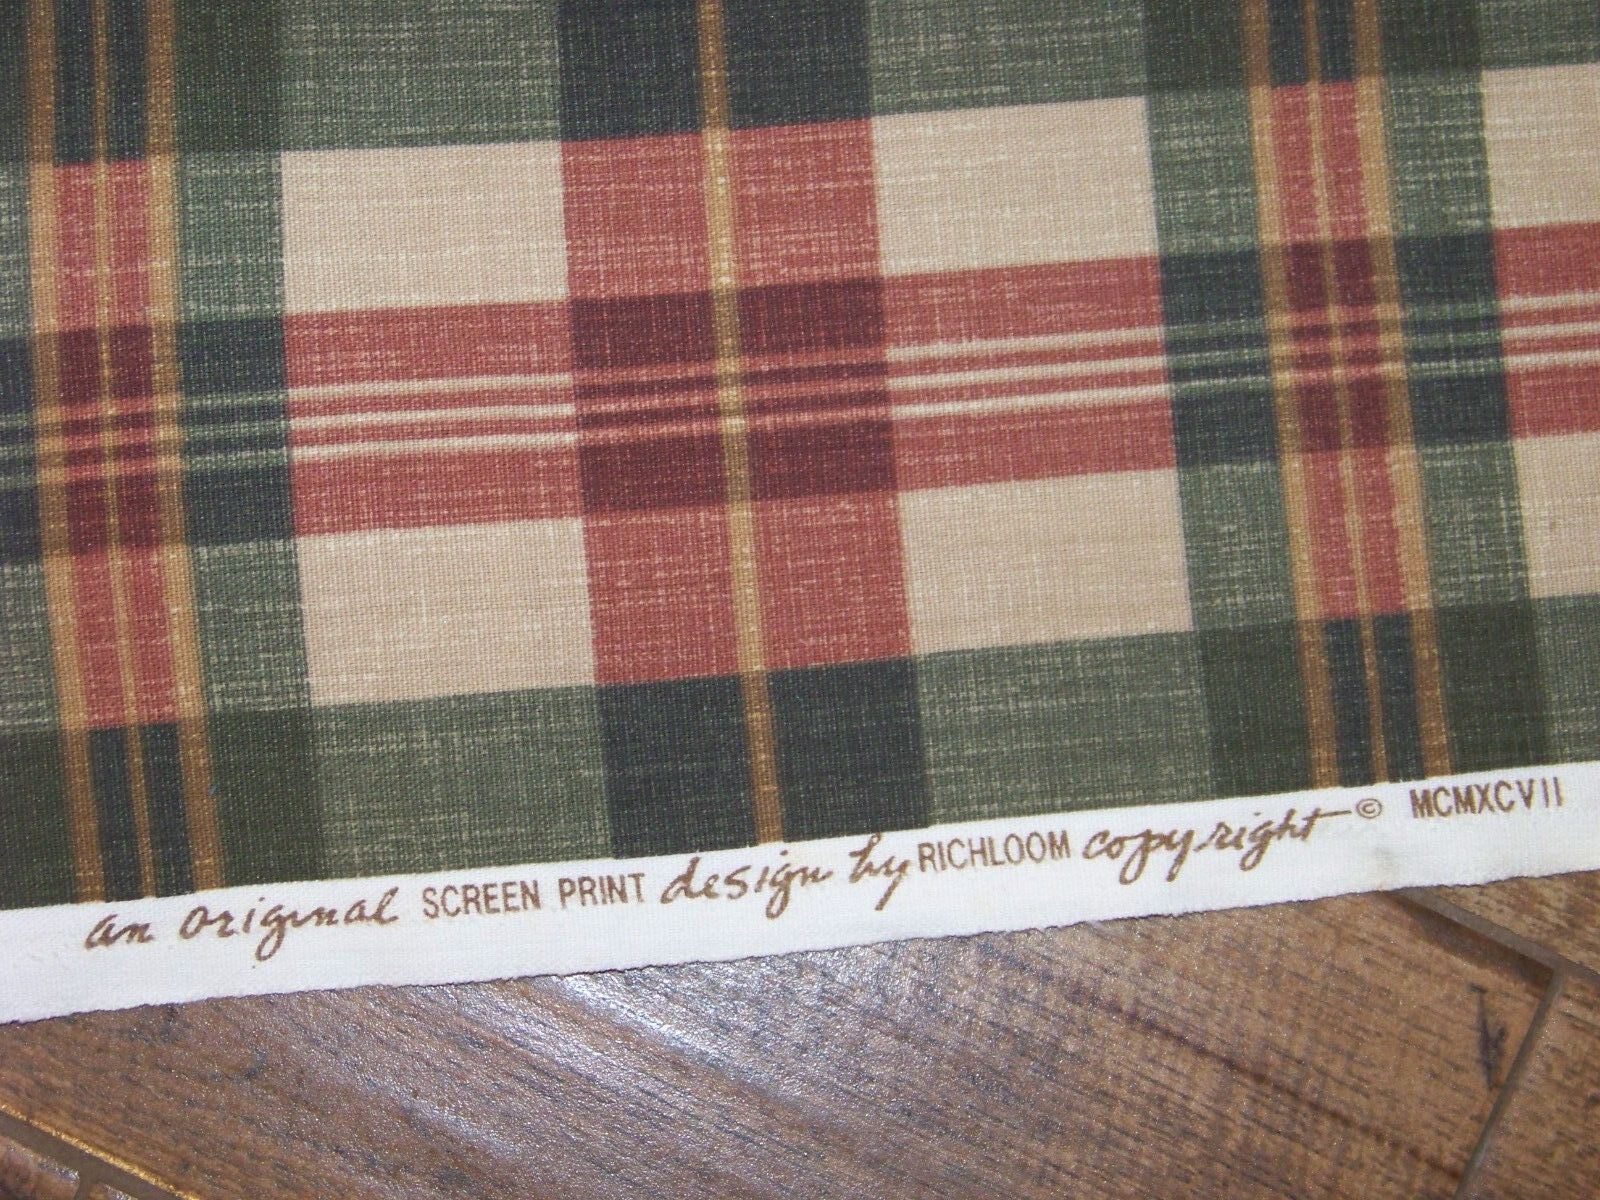 an original SCREEN PRINT design by RICHLOOM copyright © MCMXCVII